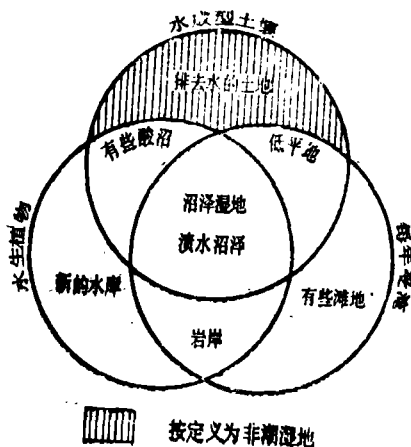 水成型土壤
排去水的土地
有些酸沼
低平地
水生植物
沼泽湿地
渍水沼泽
新的水库
有些滩地
岩岸
按定义为非潮湿地